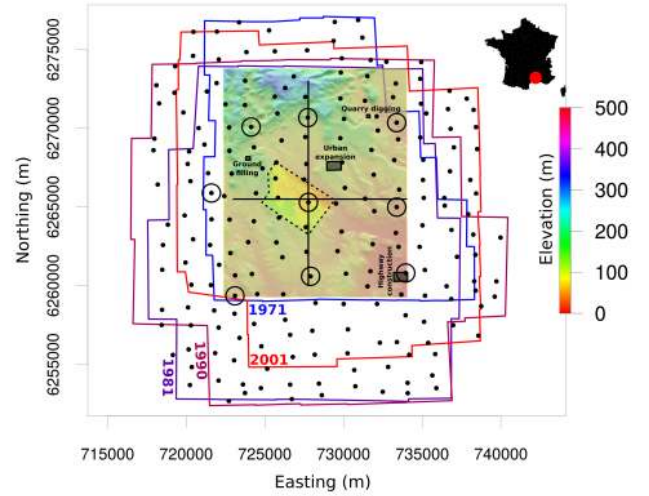 6275000
6270000
6265000
6260000
6255000
Northing (m)
Quarry digging
Urban
expansion
Ground
filling
Highway
construction
1971
2001
1990
1981
715000 720000 725000 730000 735000 740000
Easting (m)
500
400
300
200
100
0
Elevation (m)